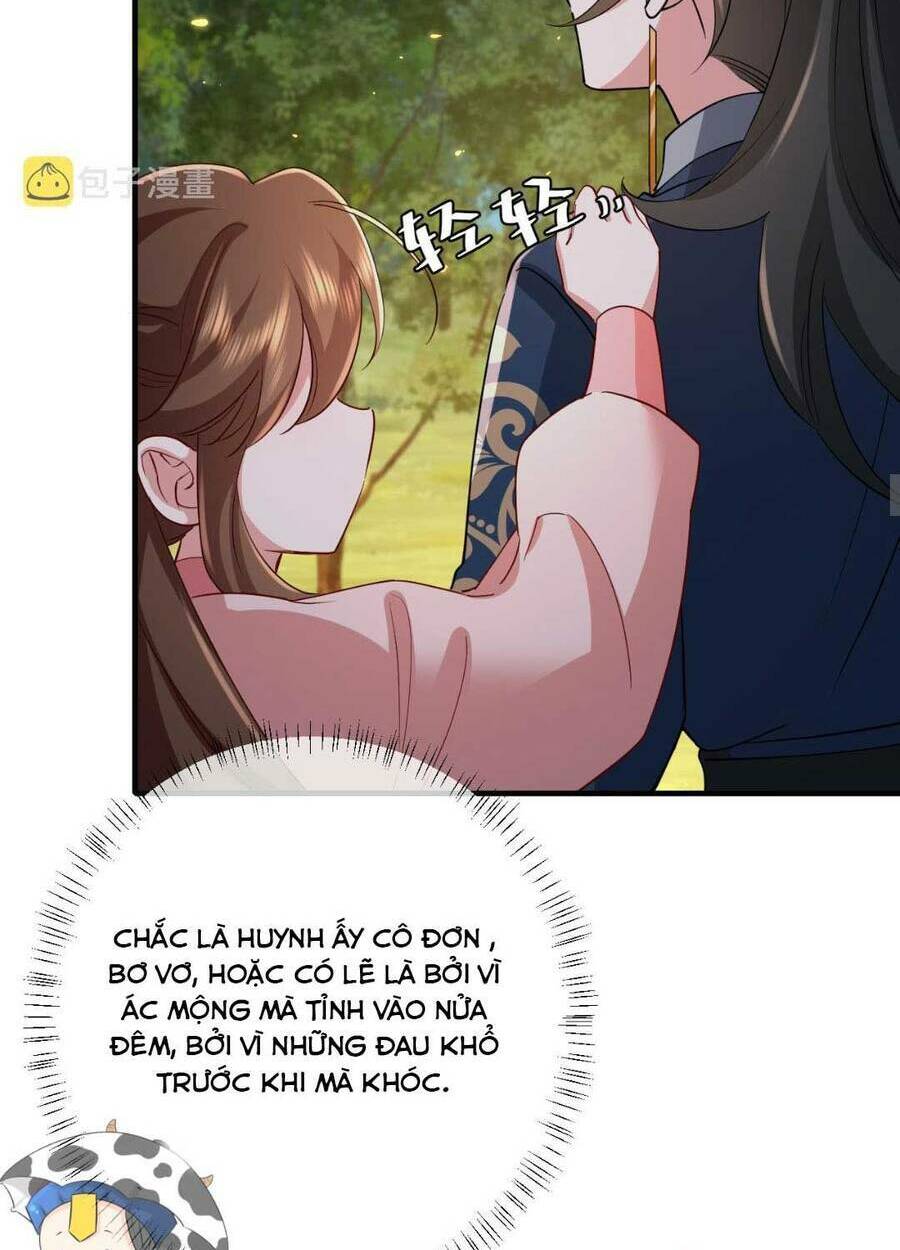 包子漫畫
轻轻
CHẮC LÀ HUYNH ẤY CÔ ĐƠN ,
BƠ VƠ, HOẶC CÓ LẼ LÀ BỞI VÌ
ÁC MỘNG MÀ TỈNH VÀO NỬA
ĐÊM, BỞI VÌ NHỮNG ĐAU KHỔ
TRƯỚC KHI MÀ KHÓC.